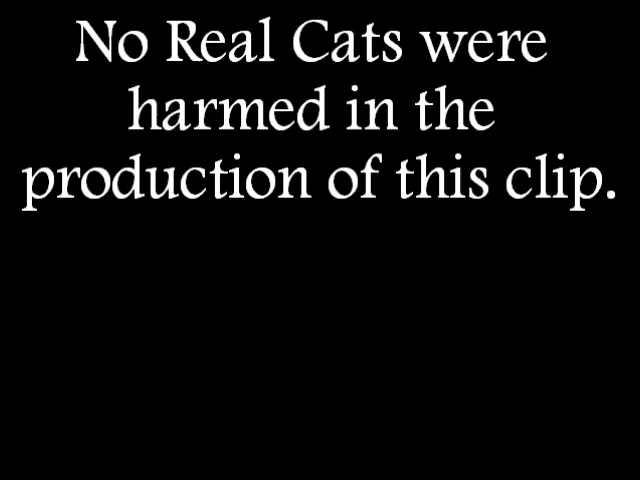 No Real Cats were
harmed in the
production of this clip.